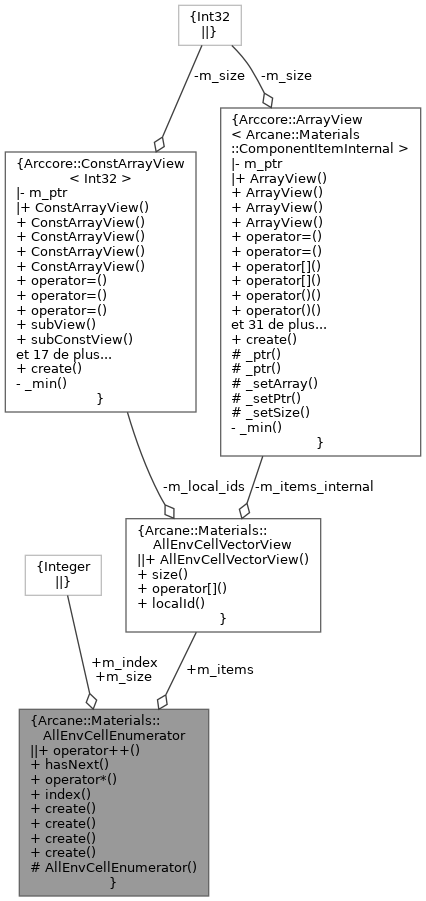 {Int32
||}
-m_size
-m_size
{Arccore::ArrayView
< Arcane::Materials
::ComponentItemInternal >
|- m_ptr
|+ ArrayView()
+ ArrayView()
+ ArrayView()
+ ArrayView()
+ operator=()
+ operator=()
+ operator[]()
+ operator[]()
+ operator()()
+ operator()()
et 31 de plus...
+ create()
# _ptr()
# _ptr()
# _setArray()
# _setPtr()
# _setSize()
- _min()
}
{Arccore::ConstArrayView
< Int32 >
|- m_ptr
|+ ConstArrayView()
+ ConstArrayView()
+ ConstArrayView()
+ ConstArrayView()
+ ConstArrayView()
+ operator=()
+ operator=()
+ operator=()
+ subView()
+ subConstView()
et 17 de plus...
+ create()
- _min()
}
-m_local_ids
-m_items_internal
{Arcane::Materials::
AllEnvCellVectorView
||+ AllEnvCellVectorView()
+ size()
+ operator[]()
+ localId()
}
{Integer
||}
+m_index
+m_size
+m_items
{Arcane::Materials::
AllEnvCellEnumerator
||+ operator++()
+ hasNext()
+ operator*()
+ index()
+ create()
+ create()
+ create()
+ create()
# AllEnvCellEnumerator()
}